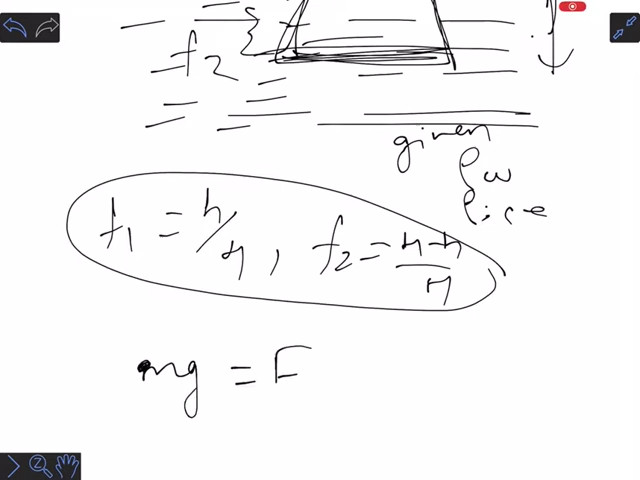 f2
given
ρw
ρice
f1 = h/H, f2 = H-h/H
mg = F